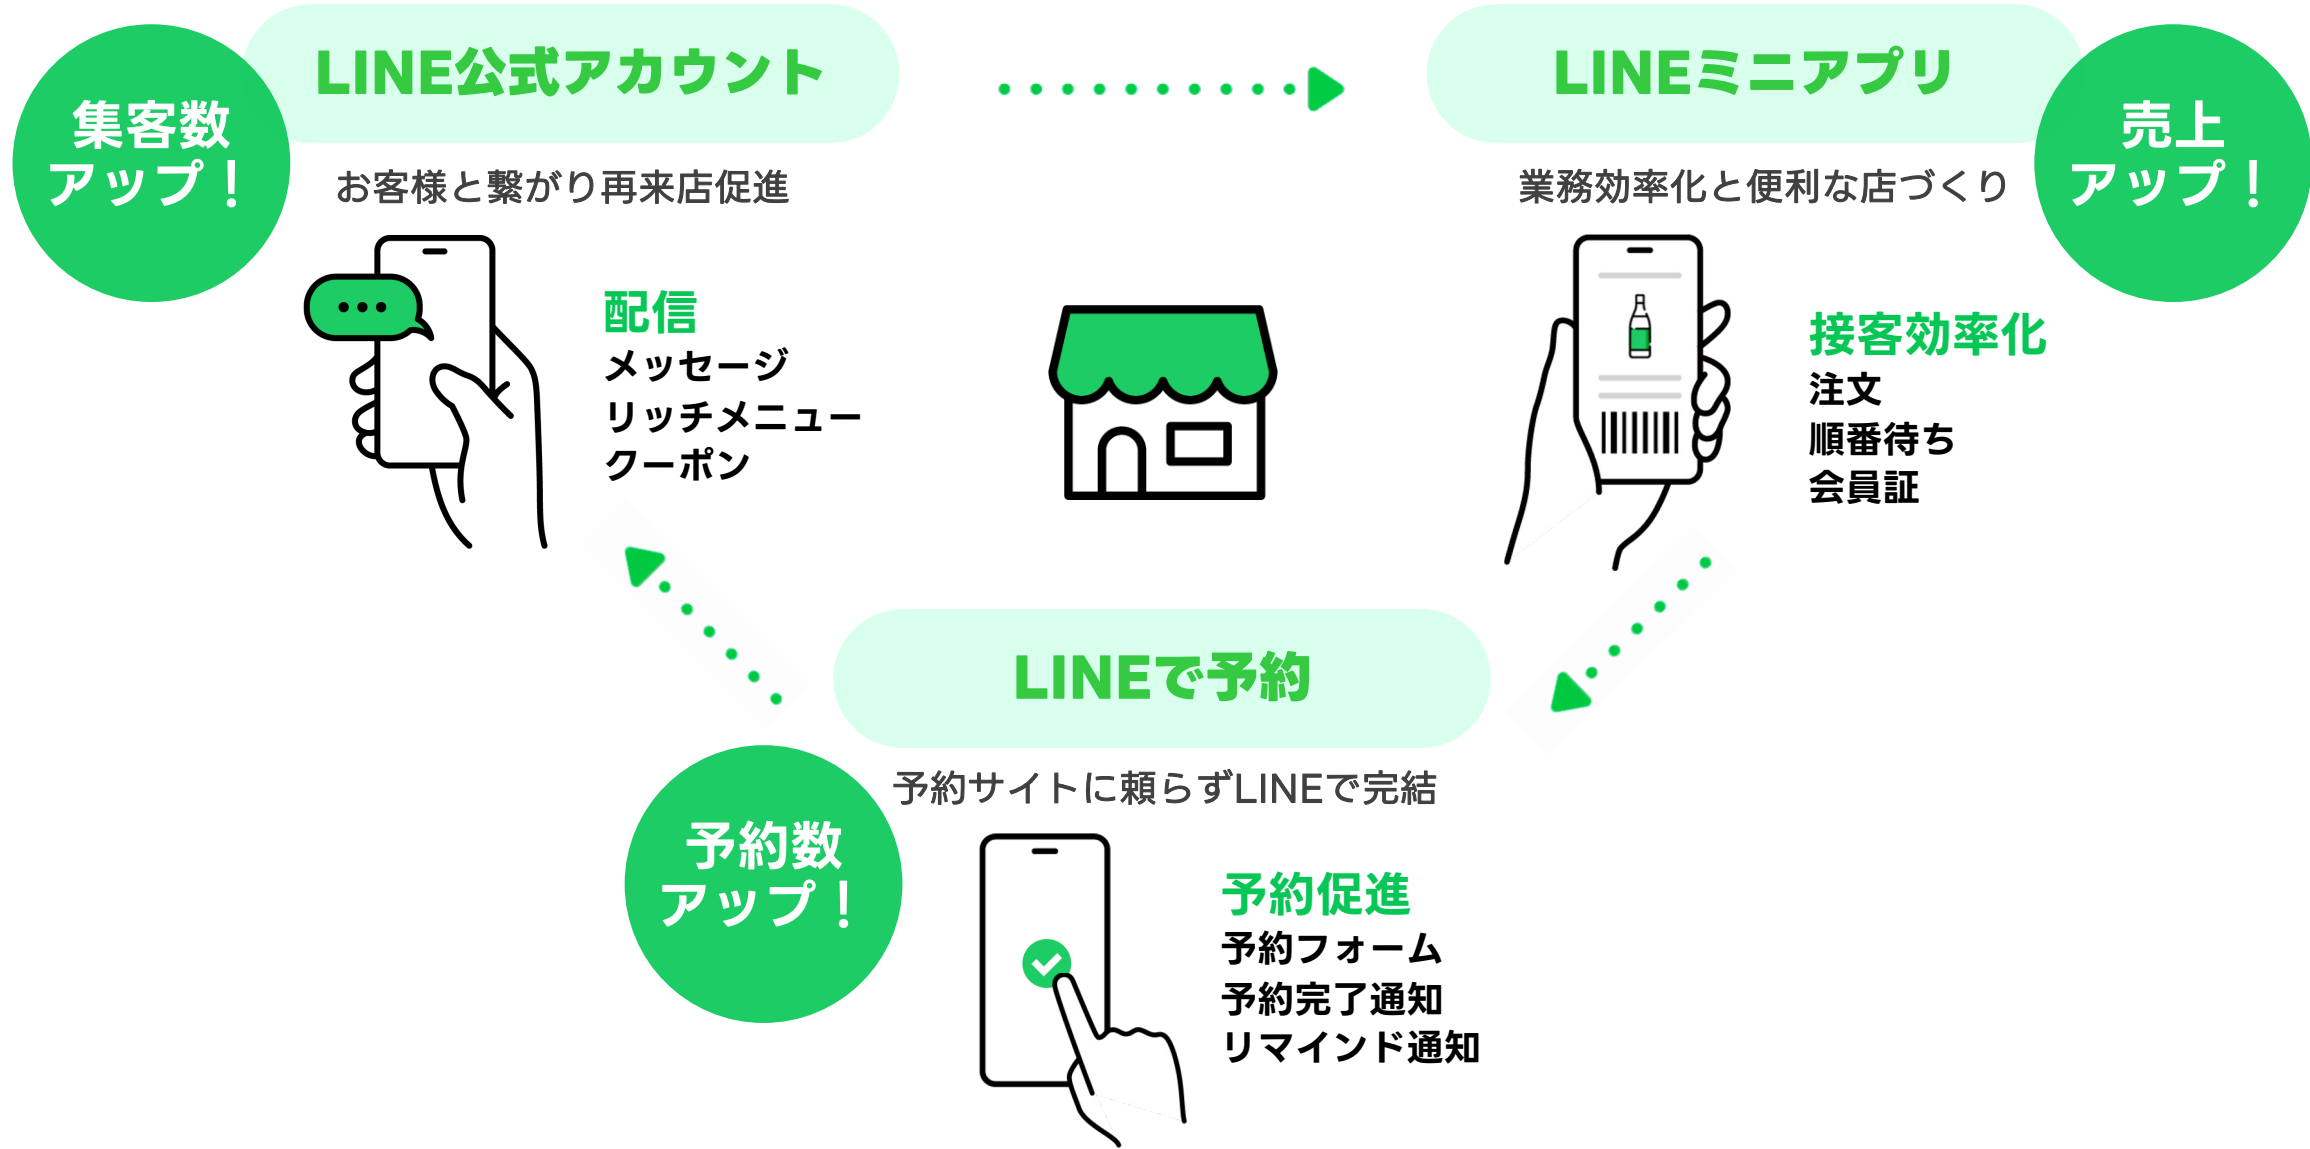 集客数
アップ！
LINE公式アカウント
お客様と繋がり再来店促進
配信
メッセージ
リッチメニュー
クーポン
LINEミニアプリ
業務効率化と便利な店づくり
売上
アップ！
接客効率化
注文
順番待ち
会員証
LINEで予約
予約サイトに頼らずLINEで完結
予約数
アップ！
予約促進
予約フォーム
予約完了通知
リマインド通知